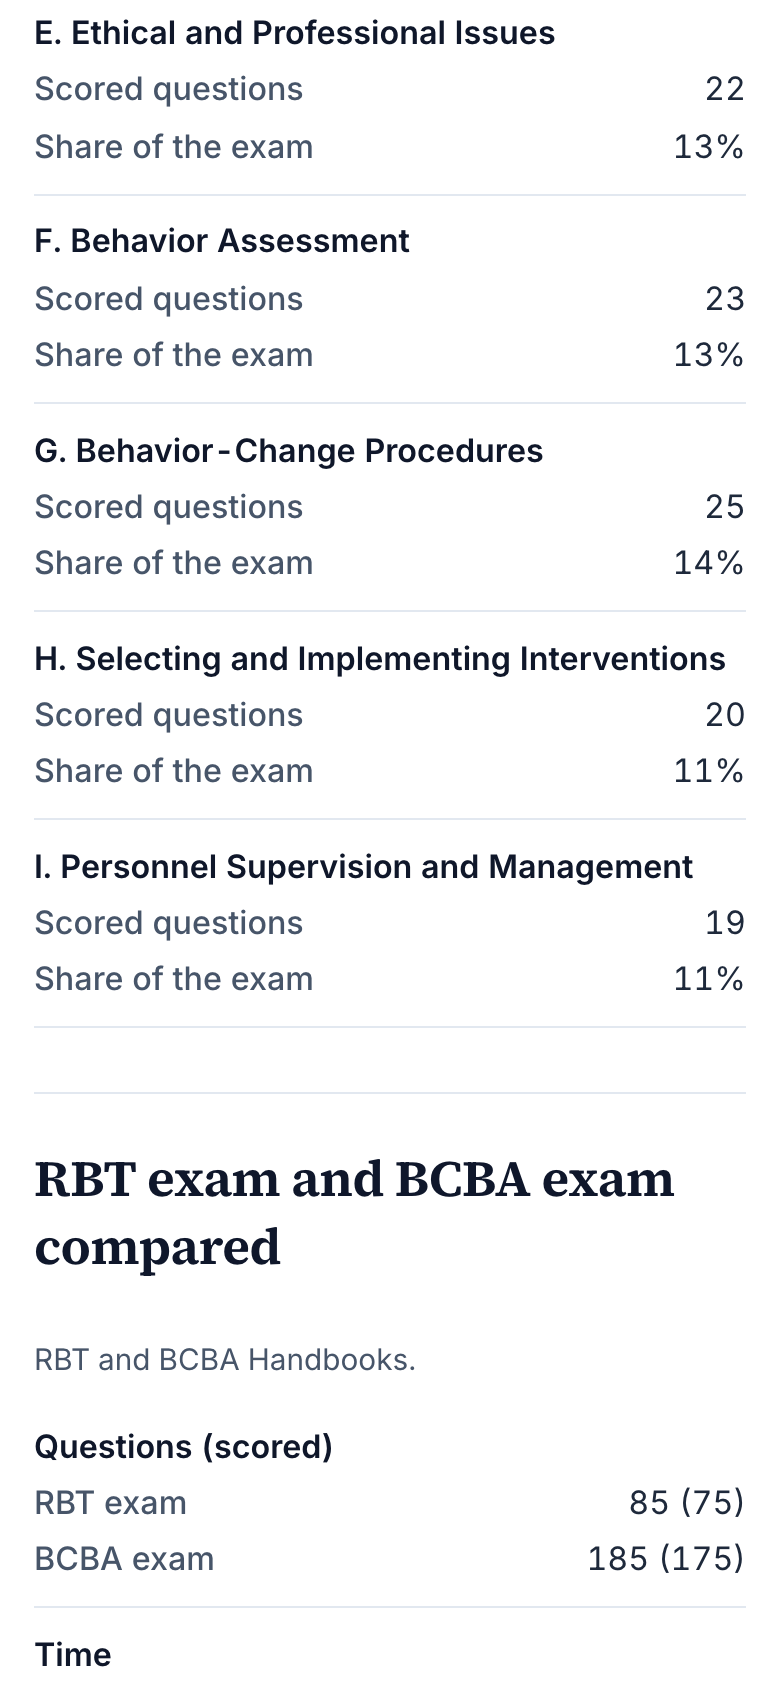 E. Ethical and Professional Issues
Scored questions 22
Share of the exam 13%
F. Behavior Assessment
Scored questions 23
Share of the exam 13%
G. Behavior-Change Procedures
Scored questions 25
Share of the exam 14%
H. Selecting and Implementing Interventions
Scored questions 20
Share of the exam 11%
I. Personnel Supervision and Management
Scored questions 19
Share of the exam 11%
RBT exam and BCBA exam
compared
RBT and BCBA Handbooks.
Questions (scored)
RBT exam 85 (75)
BCBA exam 185 (175)
Time